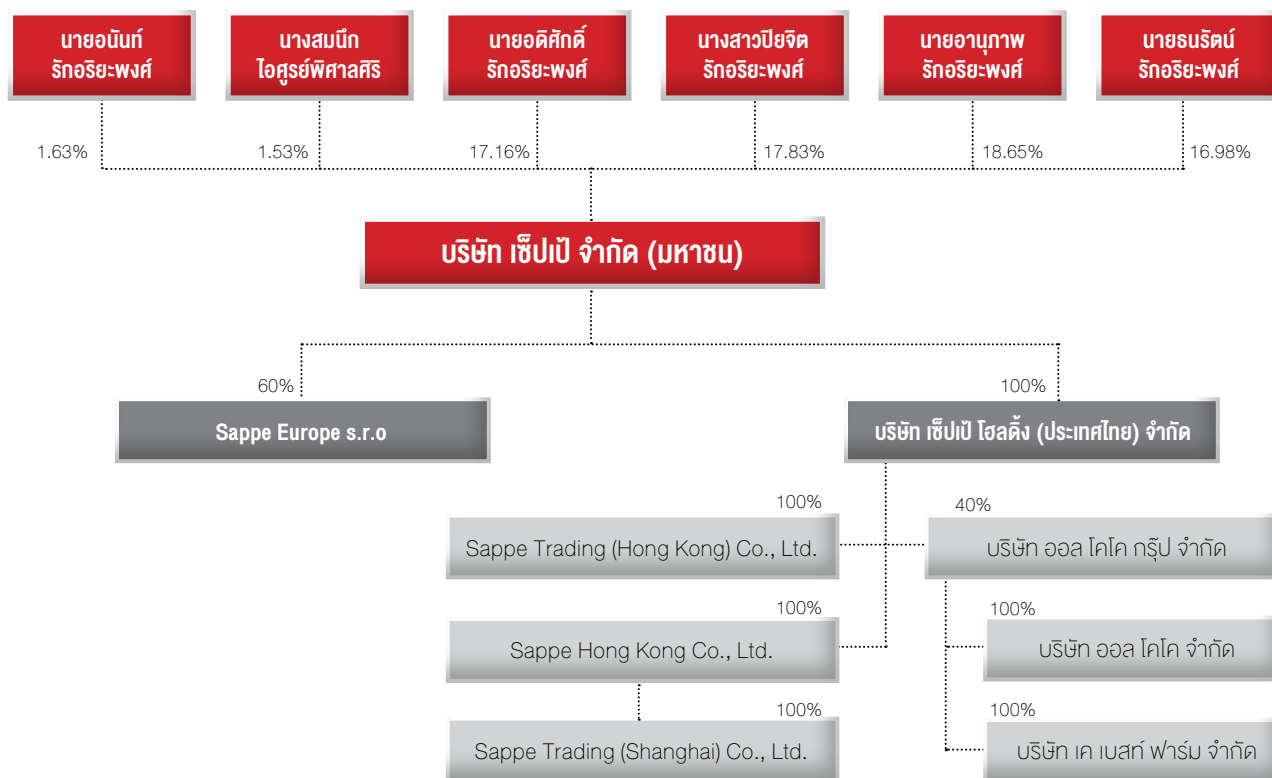 นายอนันท์
รักอริยะพงศ์
นางสมนึก
ไอศูรย์พิศาลศิริ
นายอดิศักดิ์
รักอริยะพงศ์
นางสาวปิยจิต
รักอริยะพงศ์
นายอานุภาพ
รักอริยะพงศ์
นายธนรัตน์
รักอริยะพงศ์
1.63%
1.53%
17.16%
17.83%
18.65%
16.98%
บริษัท เซ็ปเป้ จำกัด (มหาชน)
60%
100%
Sappe Europe s.r.o
บริษัท เซ็ปเป้ โฮลดิ้ง (ประเทศไทย) จำกัด
100%
40%
Sappe Trading (Hong Kong) Co., Ltd.
บริษัท ออล โคโค กรุ๊ป จำกัด
100%
100%
Sappe Hong Kong Co., Ltd.
บริษัท ออล โคโค จำกัด
100%
100%
Sappe Trading (Shanghai) Co., Ltd.
บริษัท เค เบสท์ ฟาร์ม จำกัด